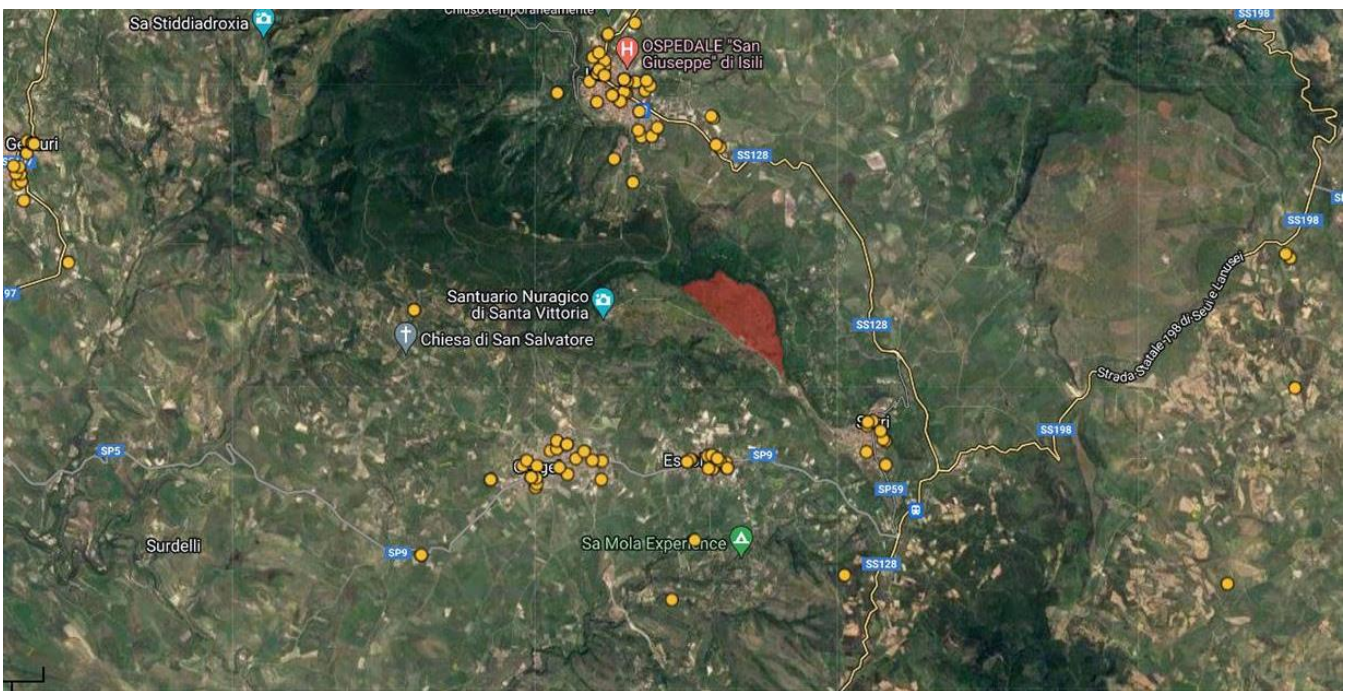 Chiuso temporaneamente
SS198
Sa Stiddiadroxia
OSPEDALE "San
Giuseppe" di Isili
SS128
SS198
97
Santuario Nuragico
di Santa Vittoria
SS128
Chiesa di San Salvatore
Strada Statale 198 di Seui e Lanusei
SS198
SP5
SP9
SP59
Surdelli
SP9
Sa Mola Experience
SS128